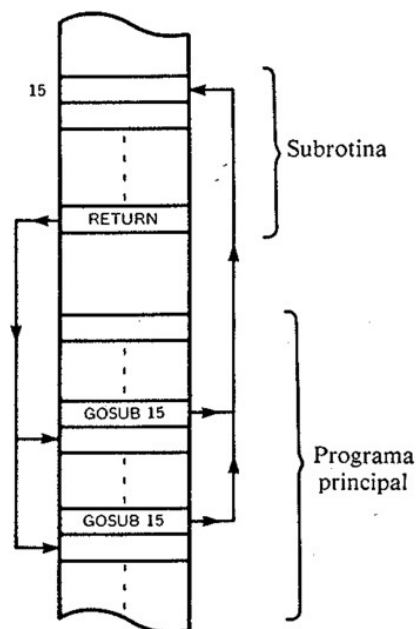 15
Subrotina
RETURN
GOSUB 15
Programa
principal
GOSUB 15